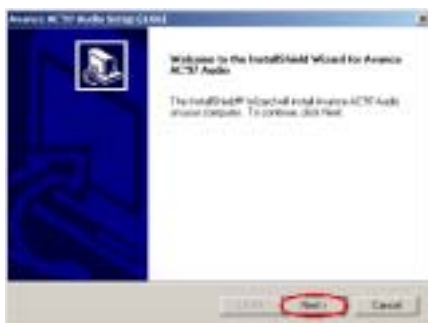 Avance AC'97 Audio Setup
Welcome to the InstallShield Wizard for Avance
AC'97 Audio
The InstallShield® Wizard will install Avance AC'97 Audio
on your computer. To continue, click Next.
Next >
Cancel